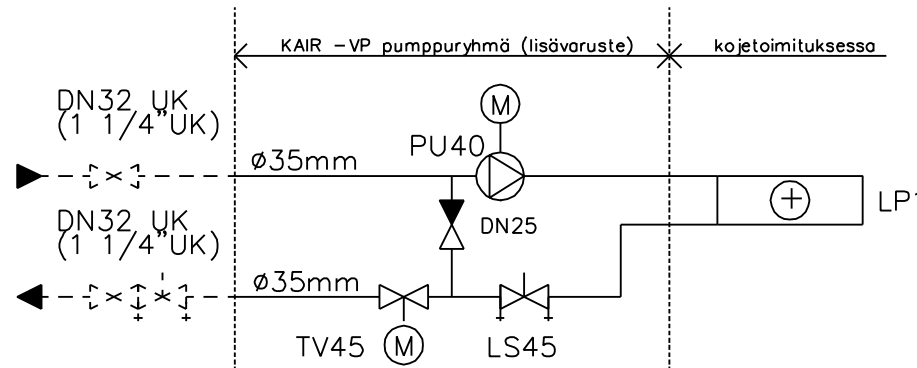 KAIR -VP pumppuryhmä (lisävaruste)
kojetoimituksessa
DN32 UK
(1 1/4"UK)
M
PU40
ø35mm
DN25
LP1
DN32 UK
(1 1/4"UK)
ø35mm
TV45
M
LS45